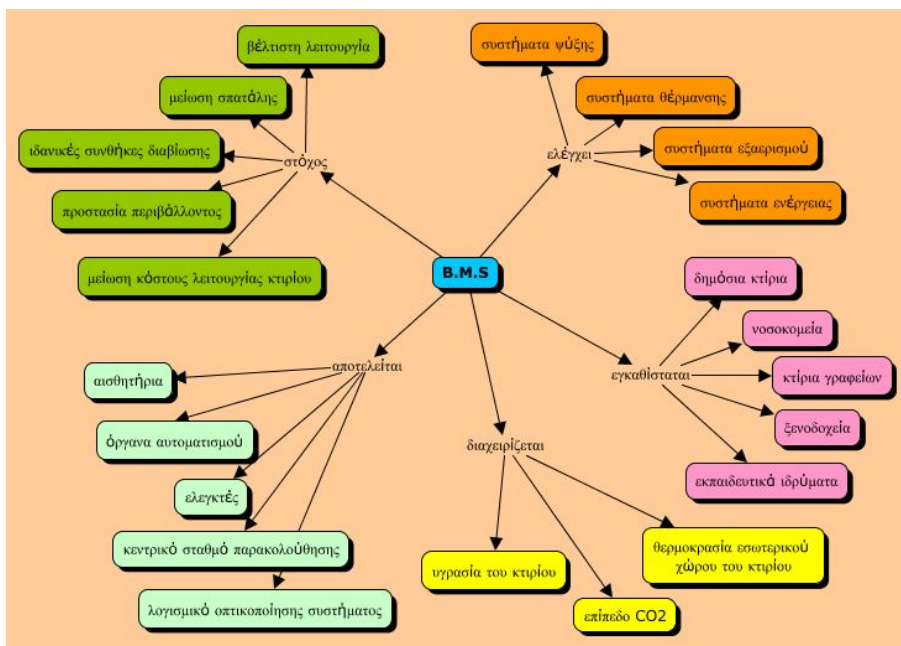 βέλτιστη λειτουργία
μείωση σπατάλης
ιδανικές συνθήκες διαβίωσης
στόχος
προστασία περιβάλλοντος
μείωση κόστους λειτουργίας κτιρίου
συστήματα ψύξης
συστήματα θέρμανσης
ελέγχει
συστήματα εξαερισμού
συστήματα ενέργειας
B.M.S
δημόσια κτίρια
νοσοκομεία
εγκαθίσταται
κτίρια γραφείων
ξενοδοχεία
εκπαιδευτικά ιδρύματα
αποτελείται
αισθητήρια
όργανα αυτοματισμού
ελεγκτές
κεντρικό σταθμό παρακολούθησης
λογισμικό οπτικοποίησης συστήματος
διαχειρίζεται
υγρασία του κτιρίου
επίπεδο CO2
θερμοκρασία εσωτερικού
χώρου του κτιρίου